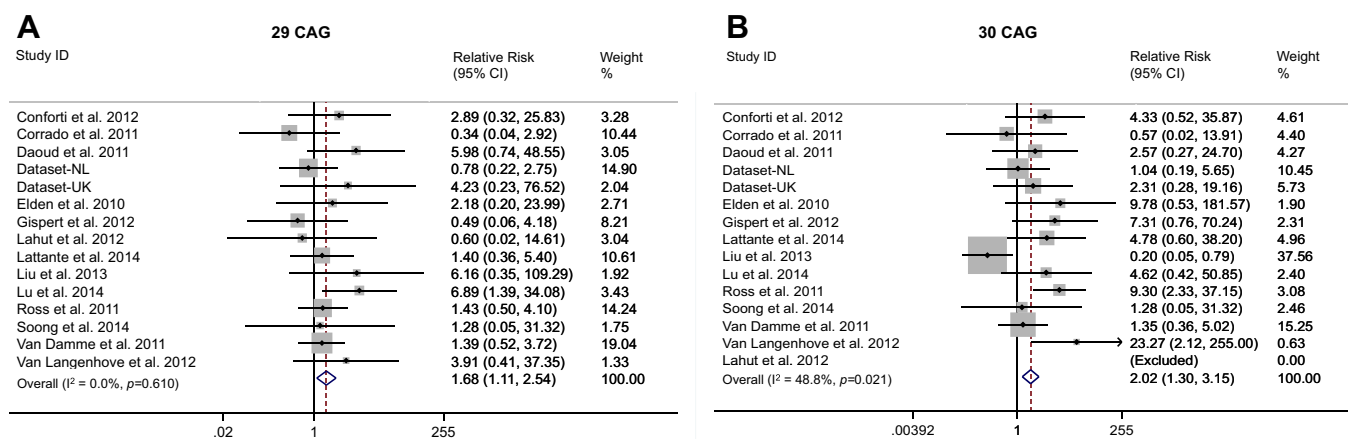 A
29 CAG
Study ID
Relative Risk (95% CI)
Weight %
Conforti et al. 2012 2.89 (0.32, 25.83) 3.28
Corrado et al. 2011 0.34 (0.04, 2.92) 10.44
Daoud et al. 2011 5.98 (0.74, 48.55) 3.05
Dataset-NL 0.78 (0.22, 2.75) 14.90
Dataset-UK 4.23 (0.23, 76.52) 2.04
Elden et al. 2010 2.18 (0.20, 23.99) 2.71
Gispert et al. 2012 0.49 (0.06, 4.18) 8.21
Lahut et al. 2012 0.60 (0.02, 14.61) 3.04
Lattante et al. 2014 1.40 (0.36, 5.40) 10.61
Liu et al. 2013 6.16 (0.35, 109.29) 1.92
Lu et al. 2014 6.89 (1.39, 34.08) 3.43
Ross et al. 2011 1.43 (0.50, 4.10) 14.24
Soong et al. 2014 1.28 (0.05, 31.32) 1.75
Van Damme et al. 2011 1.39 (0.52, 3.72) 19.04
Van Langenhove et al. 2012 3.91 (0.41, 37.35) 1.33
Overall (I² = 0.0%, p=0.610) 1.68 (1.11, 2.54) 100.00
.02 1 255
B
30 CAG
Study ID
Relative Risk (95% CI)
Weight %
Conforti et al. 2012 4.33 (0.52, 35.87) 4.61
Corrado et al. 2011 0.57 (0.02, 13.91) 4.40
Daoud et al. 2011 2.57 (0.27, 24.70) 4.27
Dataset-NL 1.04 (0.19, 5.65) 10.45
Dataset-UK 2.31 (0.28, 19.16) 5.73
Elden et al. 2010 9.78 (0.53, 181.57) 1.90
Gispert et al. 2012 7.31 (0.76, 70.24) 2.31
Lattante et al. 2014 4.78 (0.60, 38.20) 4.96
Liu et al. 2013 0.20 (0.05, 0.79) 37.56
Lu et al. 2014 4.62 (0.42, 50.85) 2.40
Ross et al. 2011 9.30 (2.33, 37.15) 3.08
Soong et al. 2014 1.28 (0.05, 31.32) 2.46
Van Damme et al. 2011 1.35 (0.36, 5.02) 15.25
Van Langenhove et al. 2012 23.27 (2.12, 255.00) 0.63
Lahut et al. 2012 (Excluded) 0.00
Overall (I² = 48.8%, p=0.021) 2.02 (1.30, 3.15) 100.00
.00392 1 255